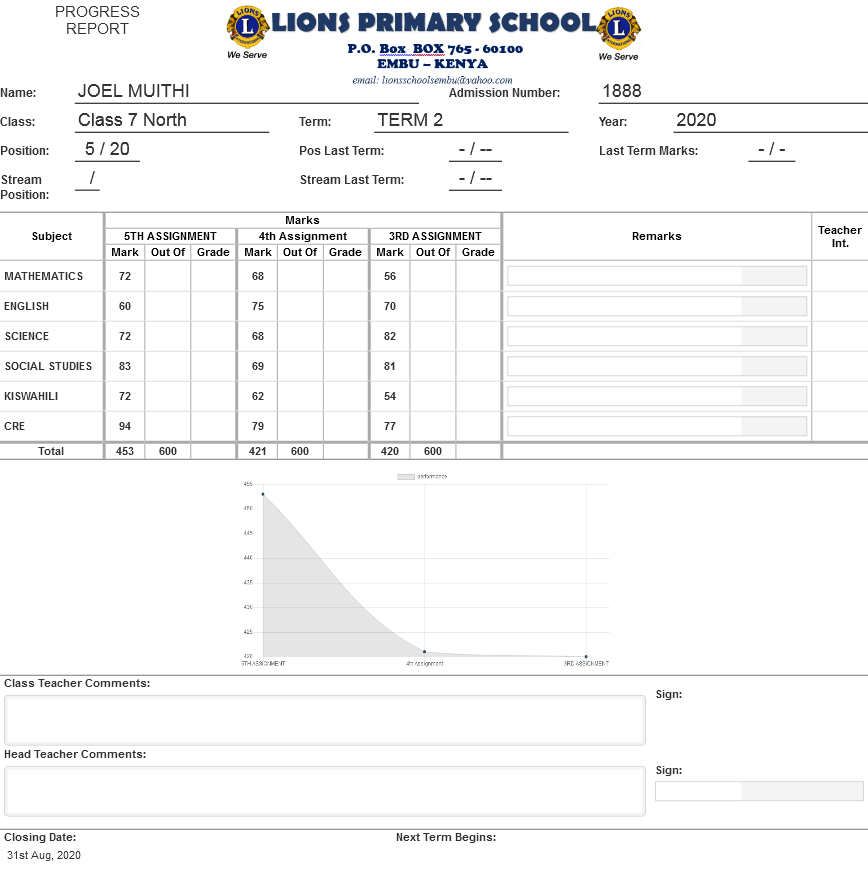 PROGRESS
REPORT
LIONS PRIMARY SCHOOL
P.O. Box BOX 765 - 60100
EMBU – KENYA
email: lionsschoolsembu@yahoo.com
We Serve
We Serve
Name: JOEL MUITHI Admission Number: 1888
Class: Class 7 North Term: TERM 2 Year: 2020
Position: 5 / 20 Pos Last Term: - / -- Last Term Marks: - / -
Stream Position: / Stream Last Term: - / --
Marks
Subject 5TH ASSIGNMENT 4th Assignment 3RD ASSIGNMENT Remarks Teacher Int.
Mark Out Of Grade Mark Out Of Grade Mark Out Of Grade
MATHEMATICS 72 68 56
ENGLISH 60 75 70
SCIENCE 72 68 82
SOCIAL STUDIES 83 69 81
KISWAHILI 72 62 54
CRE 94 79 77
Total 453 600 421 600 420 600
performance
455
450
445
440
435
430
425
420
5TH ASSIGNMENT 4th Assignment 3RD ASSIGNMENT
Class Teacher Comments:
Sign:
Head Teacher Comments:
Sign:
Closing Date: Next Term Begins:
31st Aug, 2020